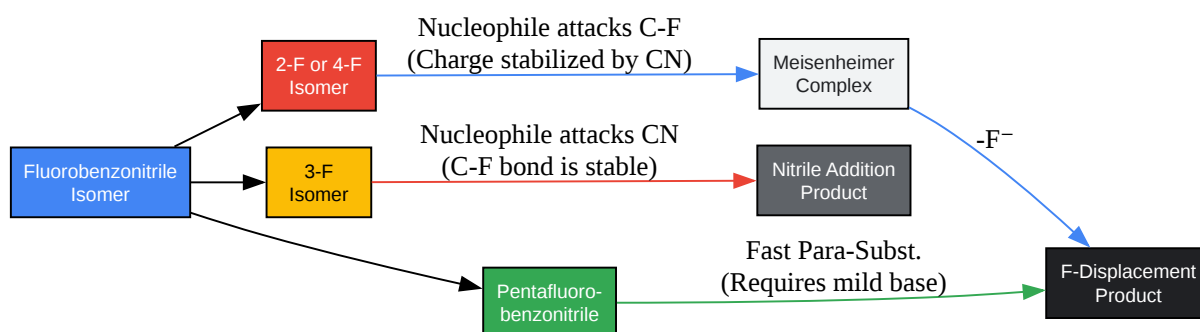 Nucleophile attacks C-F
(Charge stabilized by CN)
2-F or 4-F
Isomer
Meisenheimer
Complex
Nucleophile attacks CN
(C-F bond is stable)
-F⁻
Fluorobenzonitrile
Isomer
3-F
Isomer
Nitrile Addition
Product
Fast Para-Subst.
(Requires mild base)
Pentafluoro-
benzonitrile
F-Displacement
Product